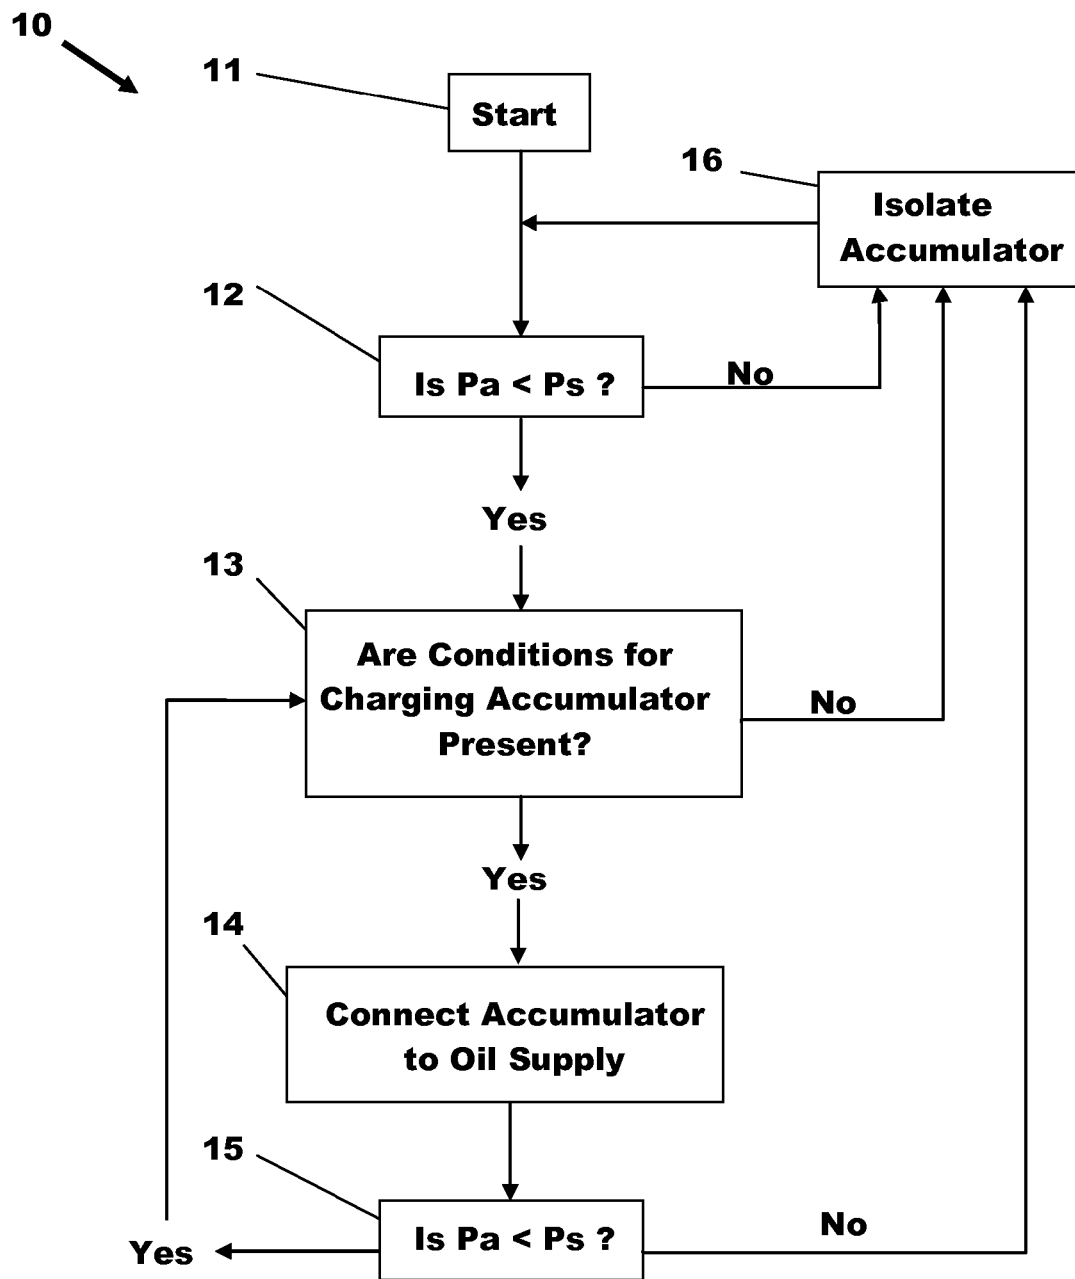 10
11
Start
16
Isolate
Accumulator
12
Is Pa < Ps ?
No
Yes
13
Are Conditions for
Charging Accumulator
Present?
No
Yes
14
Connect Accumulator
to Oil Supply
15
Is Pa < Ps ?
No
Yes